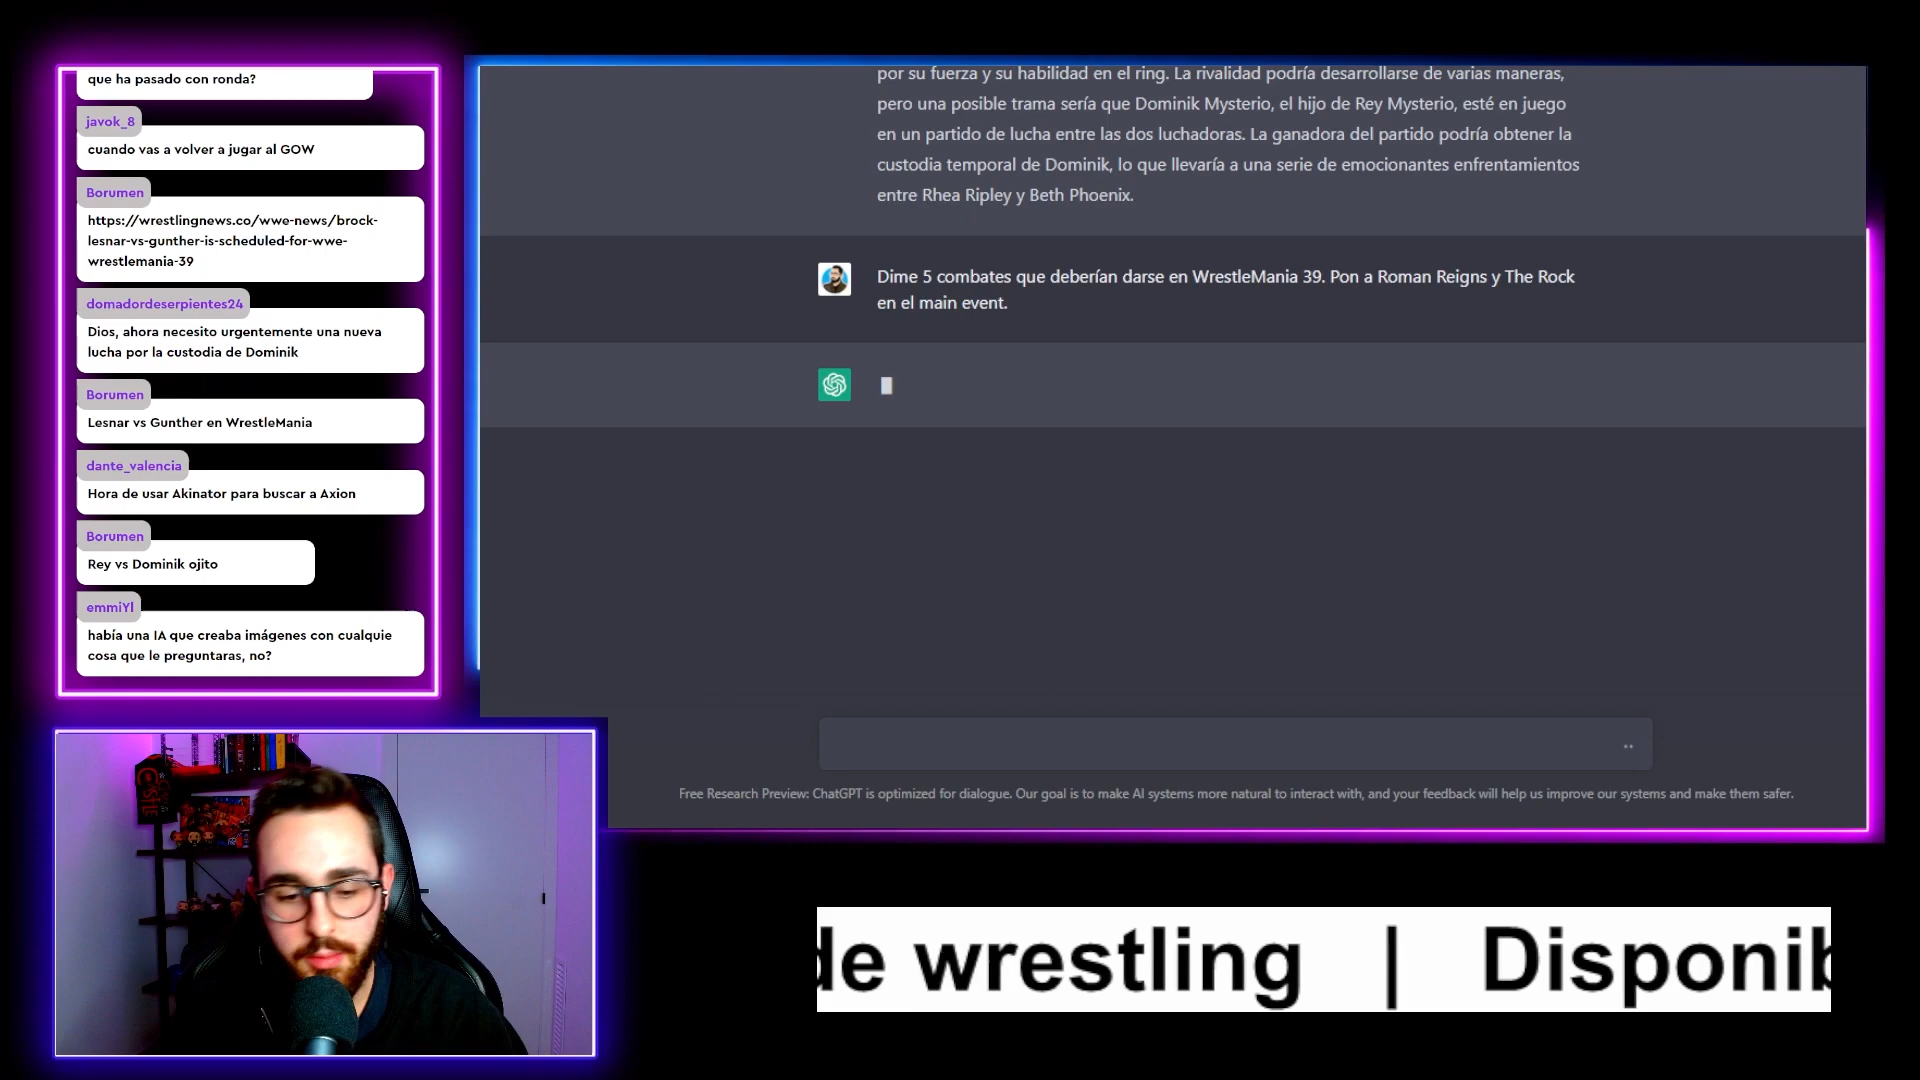 que ha pasado con ronda?
javok_8
cuando vas a volver a jugar al GOW
Borumen
https://wrestlingnews.co/wwe-news/brock-
lesnar-vs-gunther-is-scheduled-for-wwe-
wrestlemania-39
domadordeserpientes24
Dios, ahora necesito urgentemente una nueva
lucha por la custodia de Dominik
Borumen
Lesnar vs Gunther en WrestleMania
dante_valencia
Hora de usar Akinator para buscar a Axion
Borumen
Rey vs Dominik ojito
emmiYl
había una IA que creaba imágenes con cualquie
cosa que le preguntaras, no?
por su fuerza y su habilidad en el ring. La rivalidad podría desarrollarse de varias maneras,
pero una posible trama sería que Dominik Mysterio, el hijo de Rey Mysterio, esté en juego
en un partido de lucha entre las dos luchadoras. La ganadora del partido podría obtener la
custodia temporal de Dominik, lo que llevaría a una serie de emocionantes enfrentamientos
entre Rhea Ripley y Beth Phoenix.
Dime 5 combates que deberían darse en WrestleMania 39. Pon a Roman Reigns y The Rock
en el main event.
Free Research Preview: ChatGPT is optimized for dialogue. Our goal is to make AI systems more natural to interact with, and your feedback will help us improve our systems and make them safer.
de wrestling | Disponib